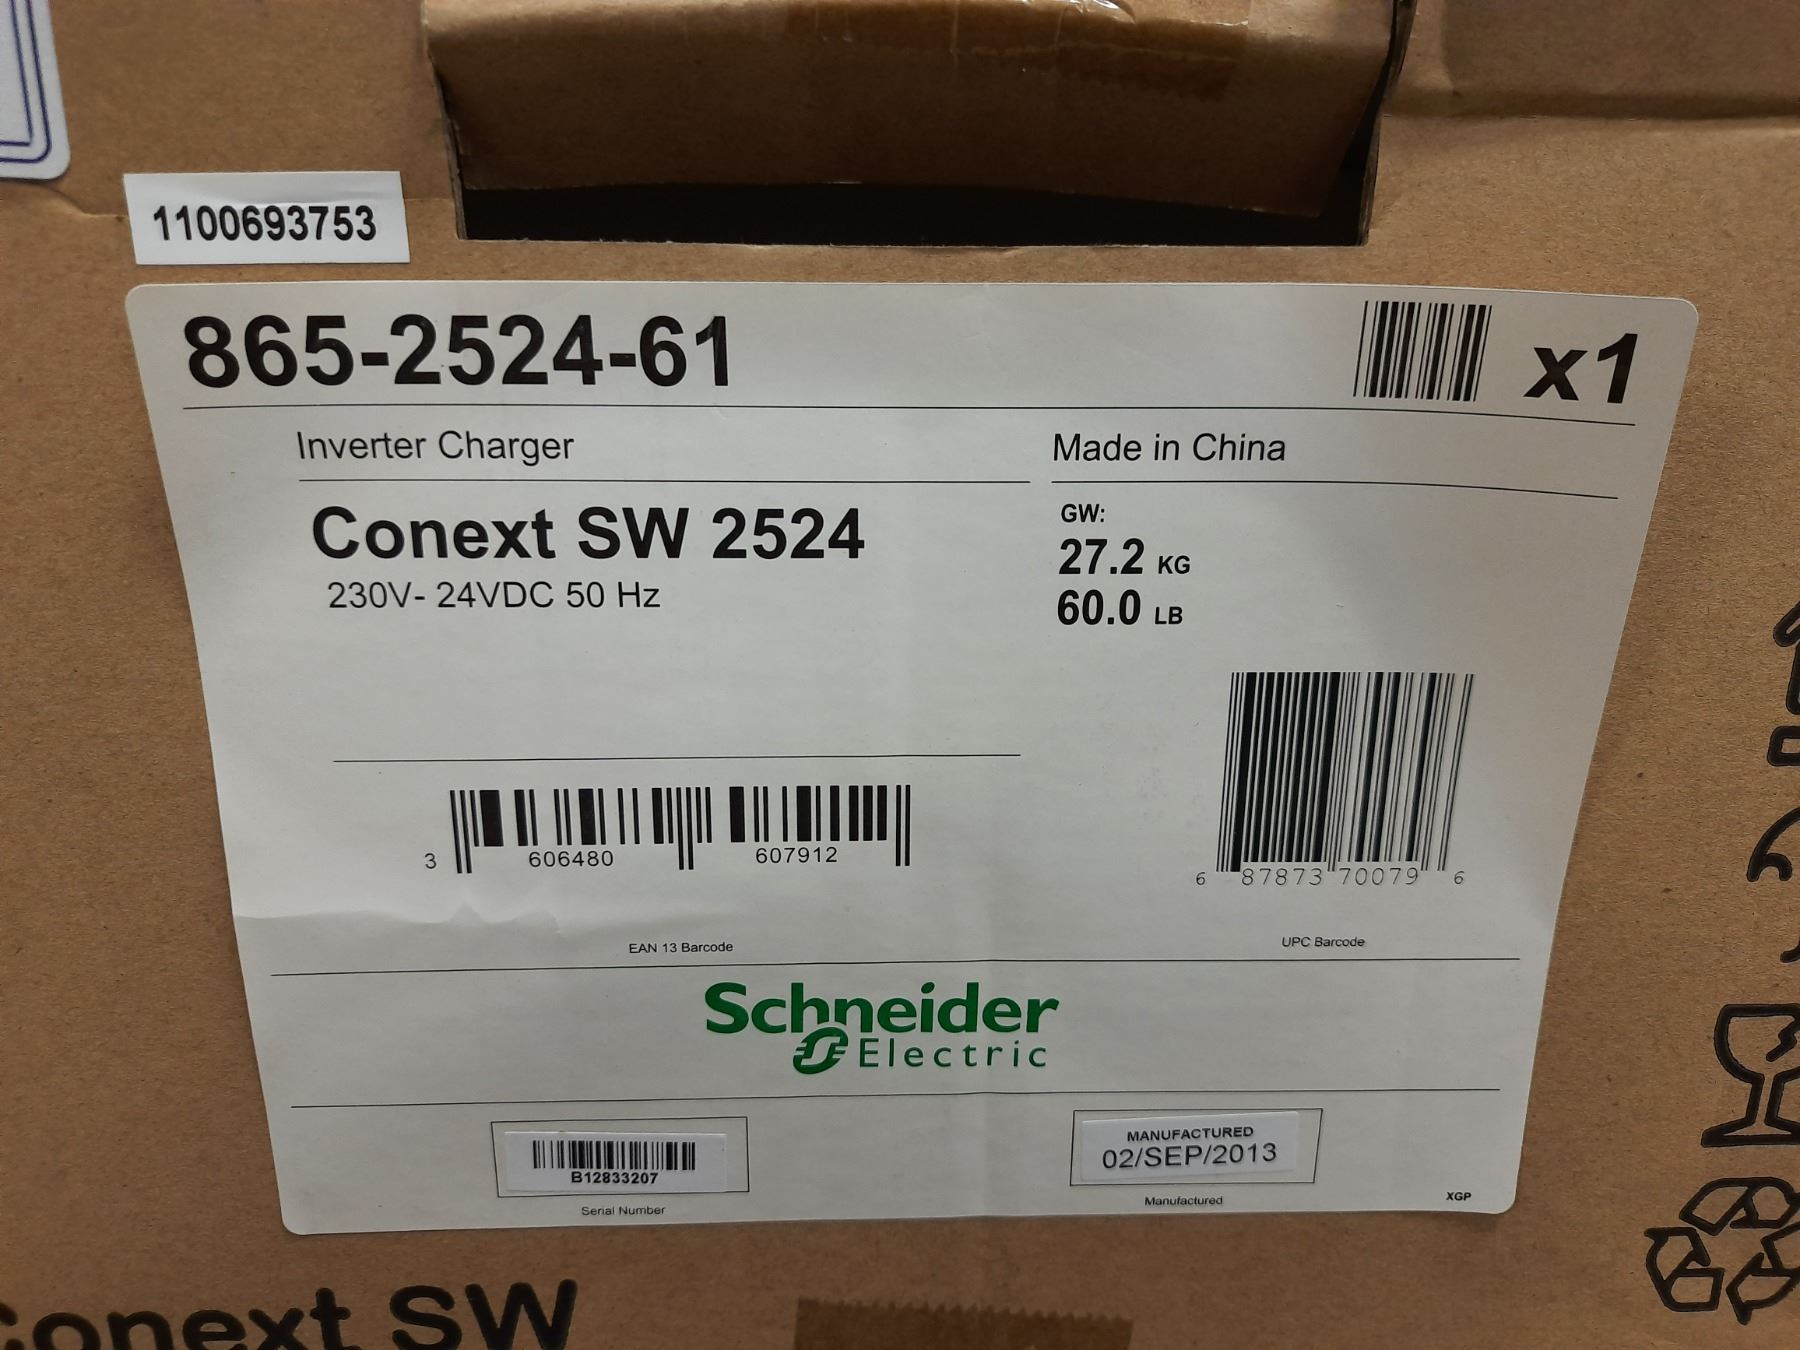 1100693753
865-2524-61
x1
Inverter Charger
Made in China
Conext SW 2524
230V- 24VDC 50 Hz
GW:
27.2 KG
60.0 LB
3 606480 607912
6 87873 70079 6
EAN 13 Barcode
UPC Barcode
Schneider
Electric
B12833207
Serial Number
MANUFACTURED
02/SEP/2013
Manufactured
XGP
Conext SW